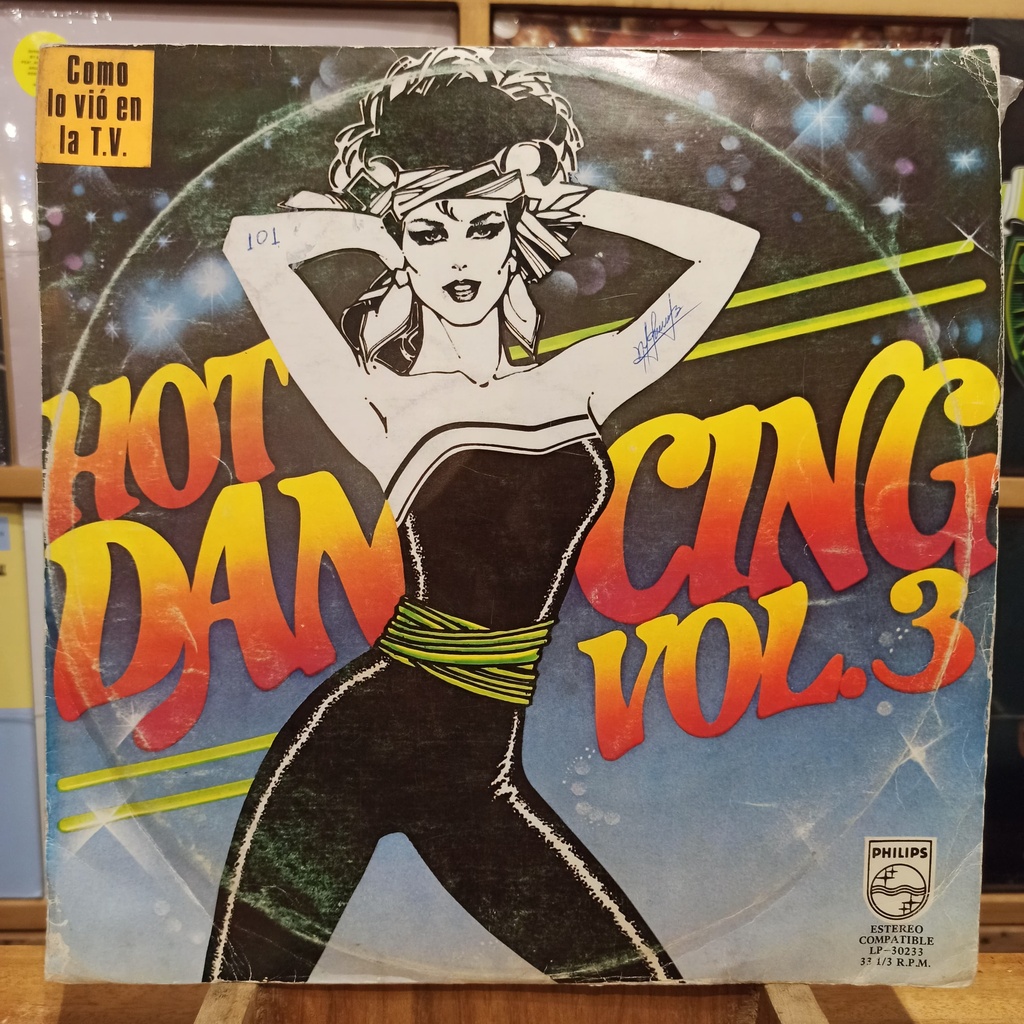 Como
lo vió en
la T.V.
101
HOT
DANCING
VOL.3
PHILIPS
ESTEREO
COMPATIBLE
LP-30233
33 1/3 R.P.M.